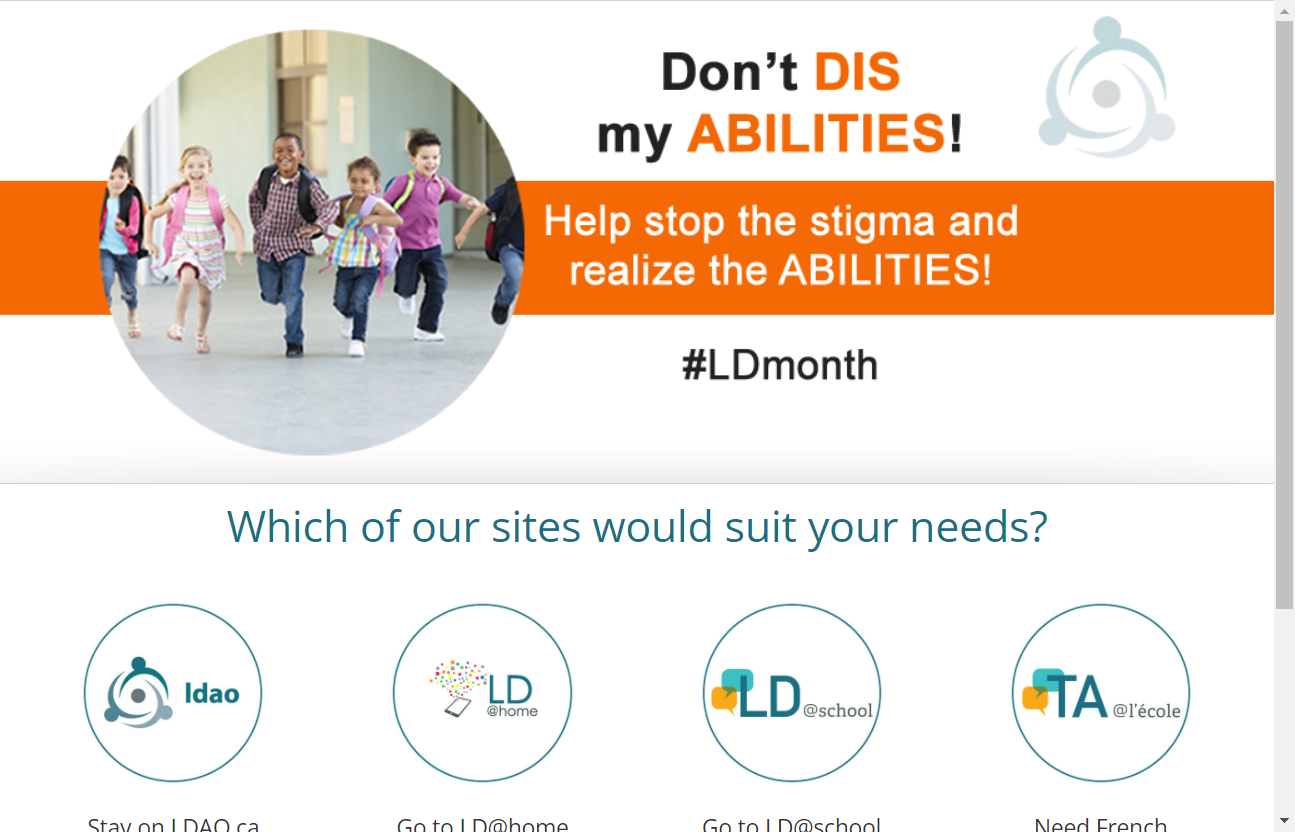 Don't DIS
my ABILITIES!
Help stop the stigma and
realize the ABILITIES!
#LDmonth
Which of our sites would suit your needs?
ldao
LD
@home
LD @school
TA @l'école
Stay on LDAO.ca
Go to LD@home
Go to LD@school
Need French